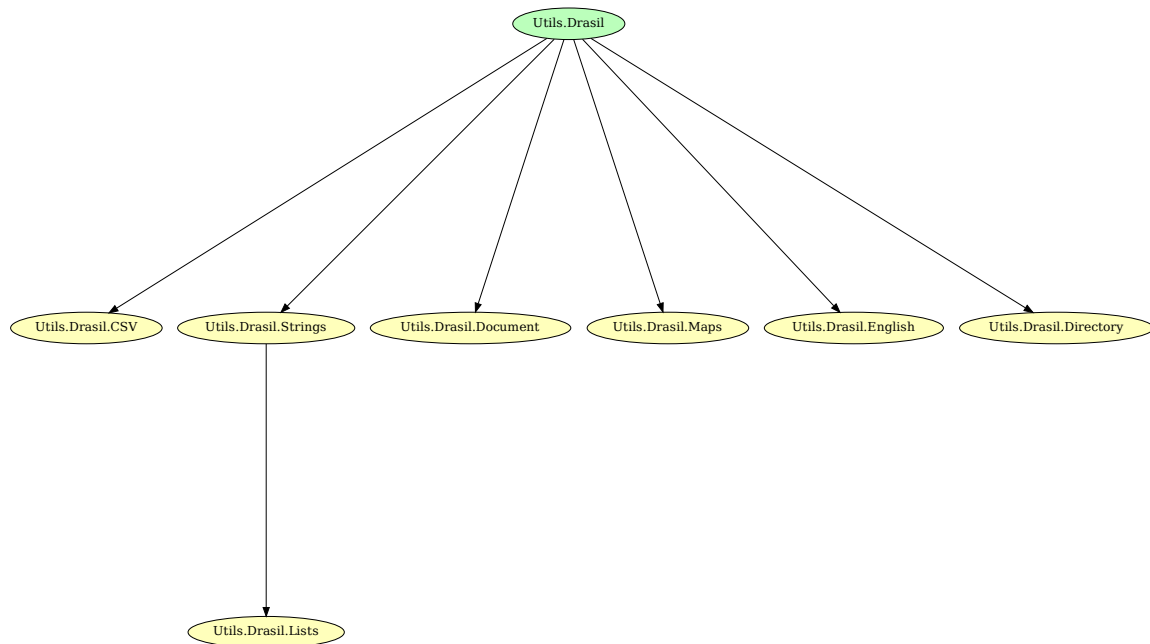 Utils.Drasil
Utils.Drasil.CSV
Utils.Drasil.Strings
Utils.Drasil.Document
Utils.Drasil.Maps
Utils.Drasil.English
Utils.Drasil.Directory
Utils.Drasil.Lists